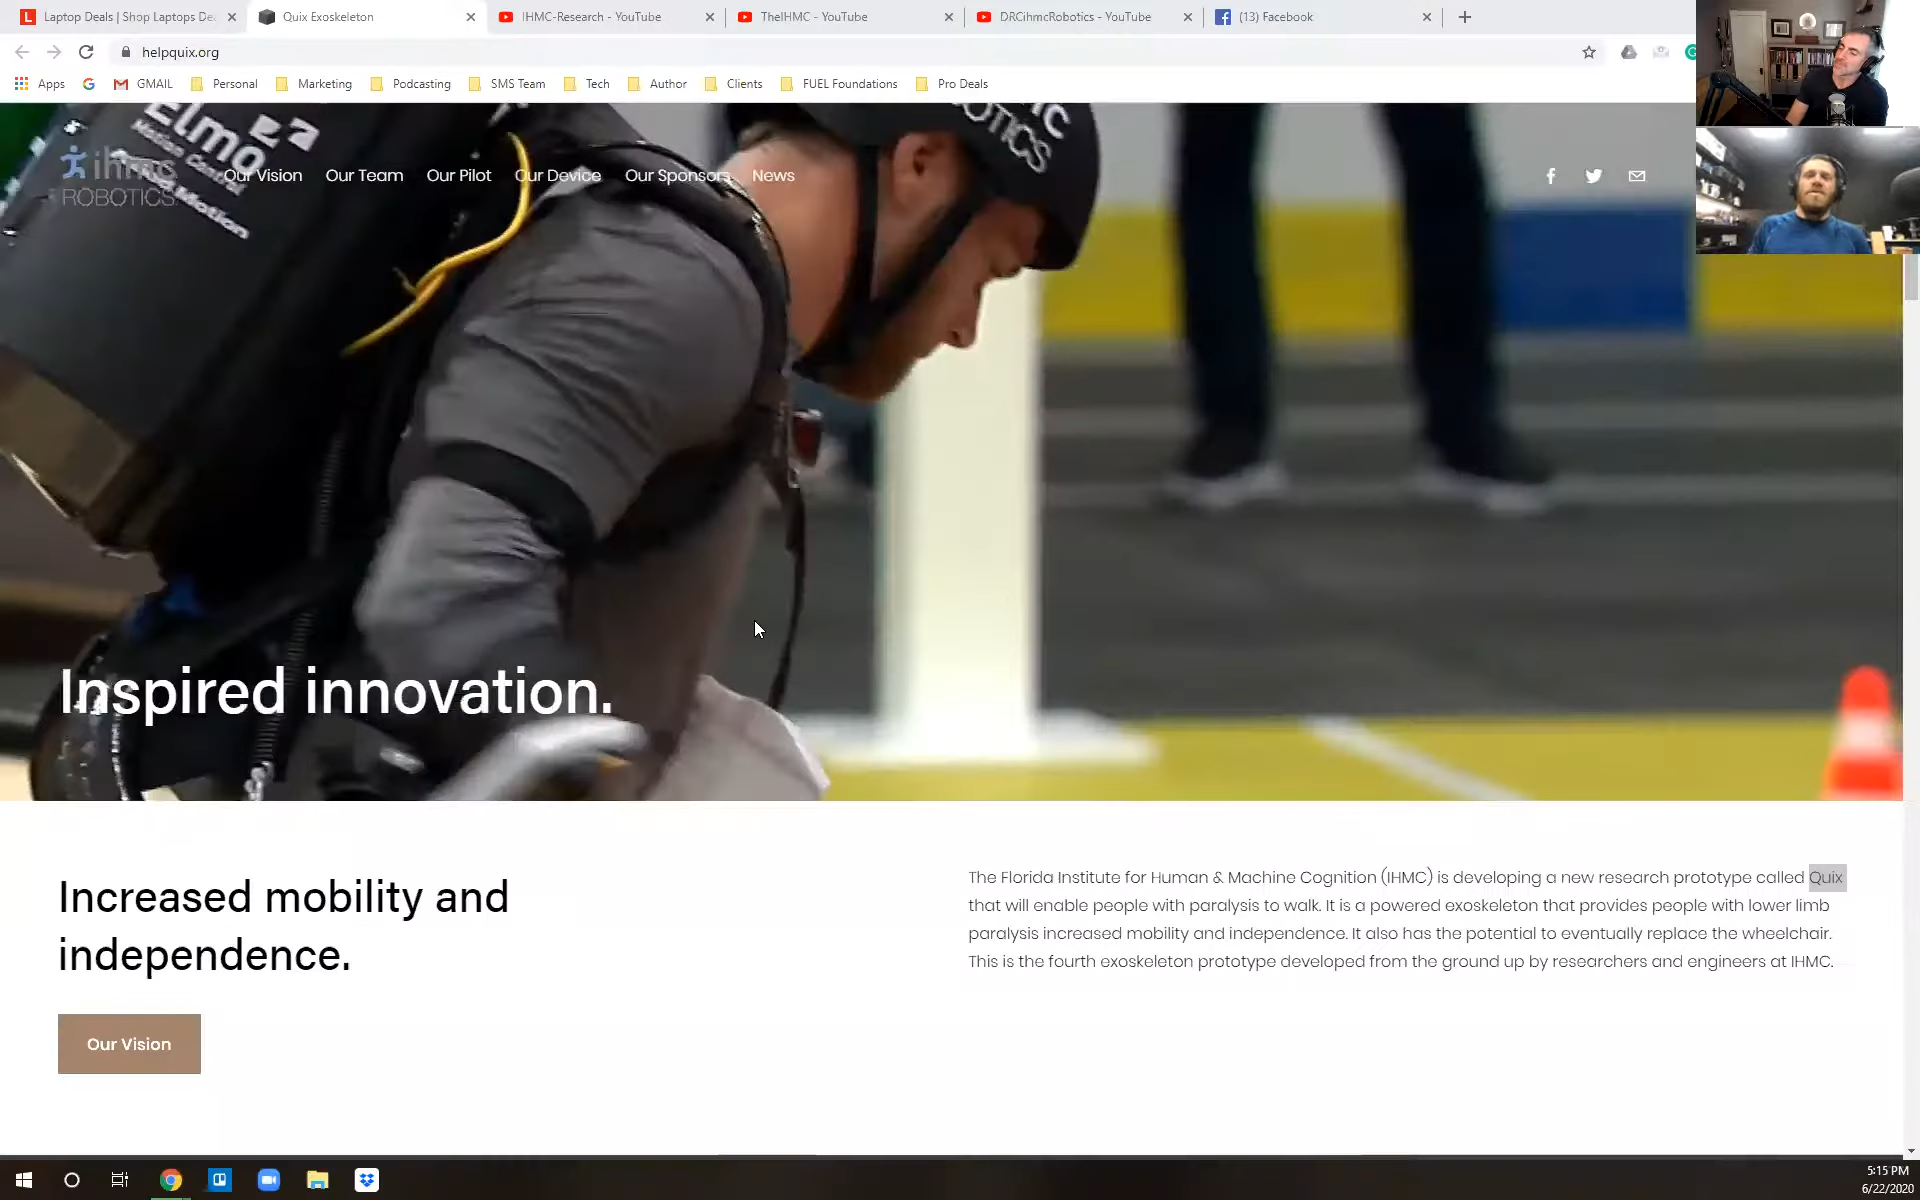 Laptop Deals | Shop Laptops De
Quix Exoskeleton
IHMC-Research - YouTube
TheIHMC - YouTube
DRCihmcRobotics - YouTube
(13) Facebook
helpquix.org
Apps
GMAIL
Personal
Marketing
Podcasting
SMS Team
Tech
Author
Clients
FUEL Foundations
Pro Deals
Elmo
Motion Control
OTICS
ihmc
ROBOTICS
Our Vision
Our Team
Our Pilot
Our Device
Our Sponsors
News
Inspired innovation.
Increased mobility and
independence.
Our Vision
The Florida Institute for Human & Machine Cognition (IHMC) is developing a new research prototype called Quix
that will enable people with paralysis to walk. It is a powered exoskeleton that provides people with lower limb
paralysis increased mobility and independence. It also has the potential to eventually replace the wheelchair.
This is the fourth exoskeleton prototype developed from the ground up by researchers and engineers at IHMC.
5:15 PM
6/22/2020